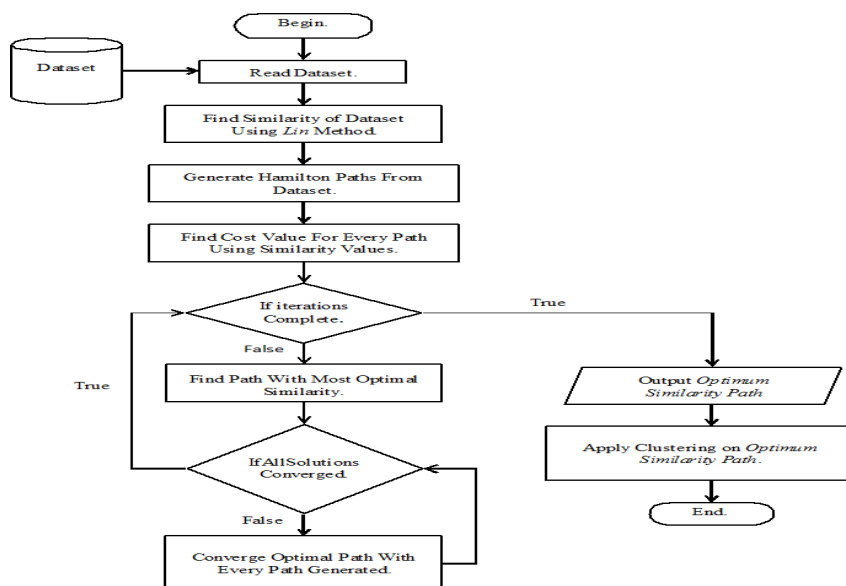 Begin.
Dataset
Read Dataset.
Find Similarity of Dataset
Using Lin Method.
Generate Hamilton Paths From
Dataset.
Find Cost Value For Every Path
Using Similarity Values.
If iterations
Complete.
True
False
True
Find Path With Most Optimal
Similarity.
Output Optimum
Similarity Path
IfAllSolutions
Converged.
Apply Clustering on Optimum
Similarity Path.
False
End.
Converge Optimal Path With
Every Path Generated.